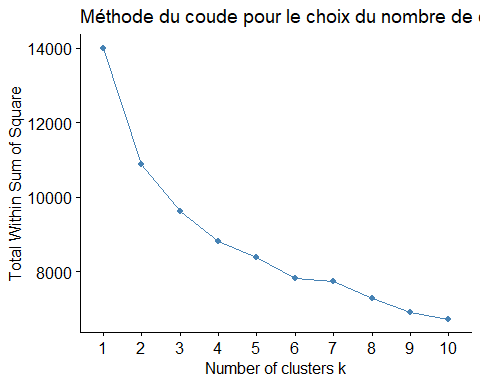 Méthode du coude pour le choix du nombre de
14000
12000
10000
8000
Total Within Sum of Square
1 2 3 4 5 6 7 8 9 10
Number of clusters k